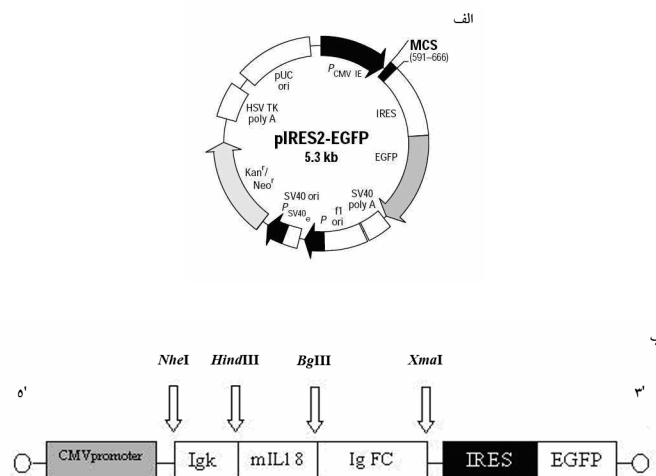 الف
MCS
(591–666)
P CMV IE
IRES
EGFP
SV40
poly A
f1
ori
P
SV40 ori
P SV40 e
Kan r/
Neo r
HSV TK
poly A
pUC
ori
pIRES2-EGFP
5.3 kb
ب
NheI HindIII BglII XmaI
۵' ۳'
CMVpromoter Igk mIL18 Ig FC IRES EGFP